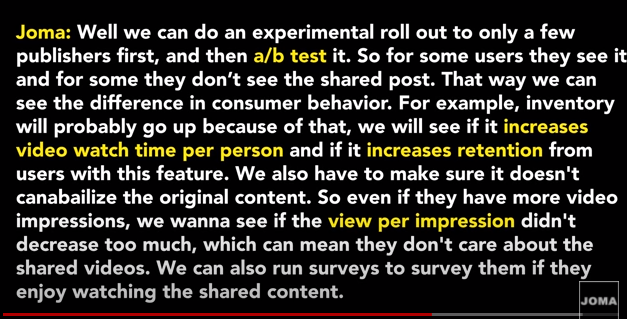 Joma: Well we can do an experimental roll out to only a few
publishers first, and then a/b test it. So for some users they see it
and for some they don't see the shared post. That way we can
see the difference in consumer behavior. For example, inventory
will probably go up because of that, we will see if it increases
video watch time per person and if it increases retention from
users with this feature. We also have to make sure it doesn't
canabailize the original content. So even if they have more video
impressions, we wanna see if the view per impression didn't
decrease too much, which can mean they don't care about the
shared videos. We can also run surveys to survey them if they
enjoy watching the shared content.
JOMA